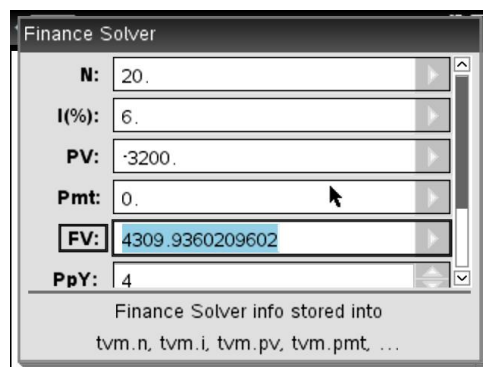 Finance Solver
N: 20.
I(%): 6.
PV: -3200.
Pmt: 0.
FV: 4309.9360209602
PpY: 4
Finance Solver info stored into
tvm.n, tvm.i, tvm.pv, tvm.pmt, ...